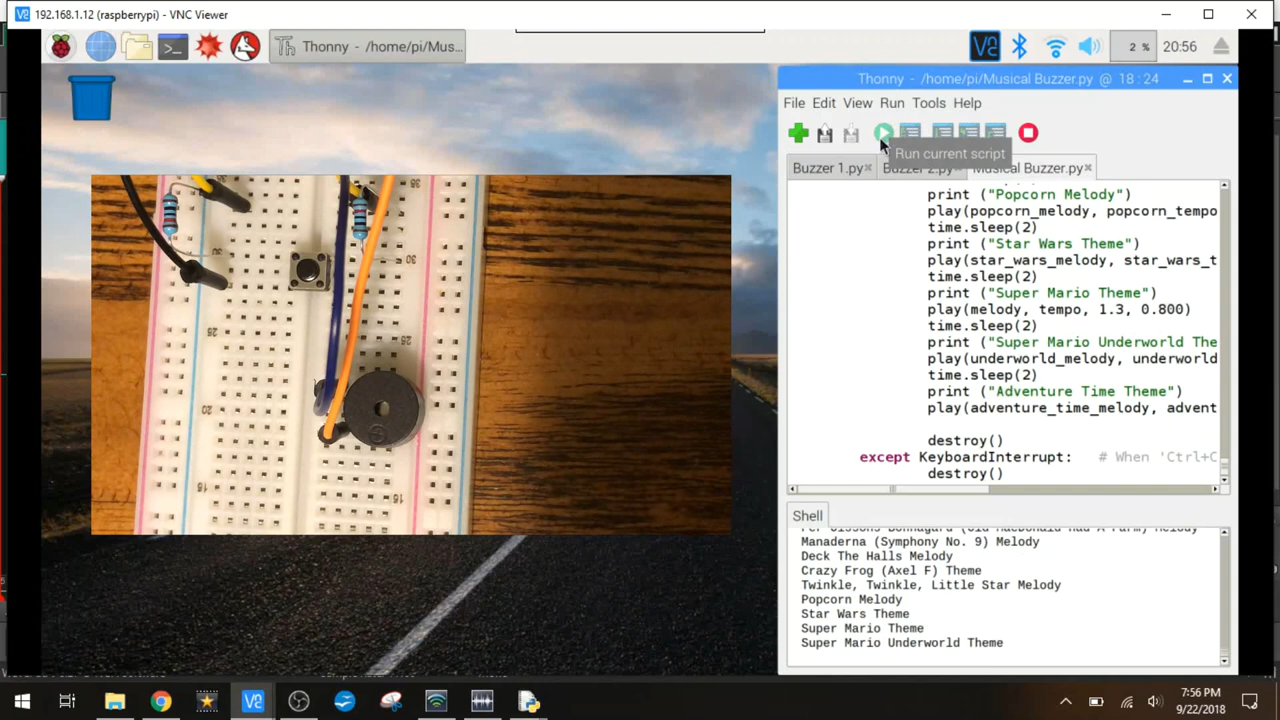 192.168.1.12 (raspberrypi) - VNC Viewer
Thonny - /home/pi/Mus...
2 %
20:56
Thonny - /home/pi/Musical Buzzer.py @ 18 : 24
File Edit View Run Tools Help
Run current script
Buzzer 1.py
Buzzer 2.py
Musical Buzzer.py
print ("Popcorn Melody")
play(popcorn_melody, popcorn_tempo
time.sleep(2)
print ("Star Wars Theme")
play(star_wars_melody, star_wars_t
time.sleep(2)
print ("Super Mario Theme")
play(melody, tempo, 1.3, 0.800)
time.sleep(2)
print ("Super Mario Underworld The
play(underworld_melody, underworld
time.sleep(2)
print ("Adventure Time Theme")
play(adventure_time_melody, advent
destroy()
except KeyboardInterrupt: # When 'Ctrl+C
destroy()
Shell
Manaderna (Symphony No. 9) Melody
Deck The Halls Melody
Crazy Frog (Axel F) Theme
Twinkle, Twinkle, Little Star Melody
Popcorn Melody
Star Wars Theme
Super Mario Theme
Super Mario Underworld Theme
30
30
25
25
20
15
15
7:56 PM
9/22/2018